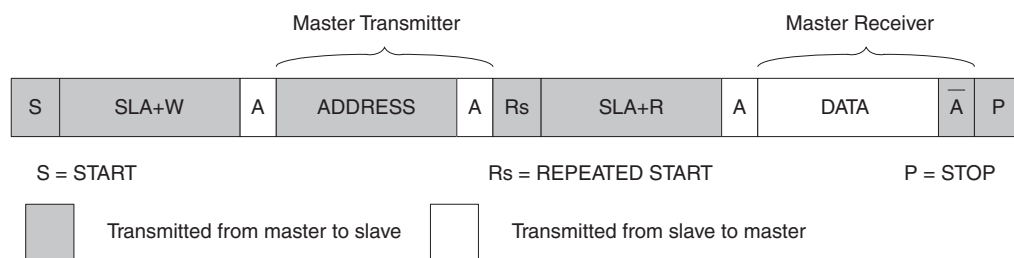 Master Transmitter Master Receiver
S SLA+W A ADDRESS A Rs SLA+R A DATA A̅ P
S = START Rs = REPEATED START P = STOP
Transmitted from master to slave Transmitted from slave to master